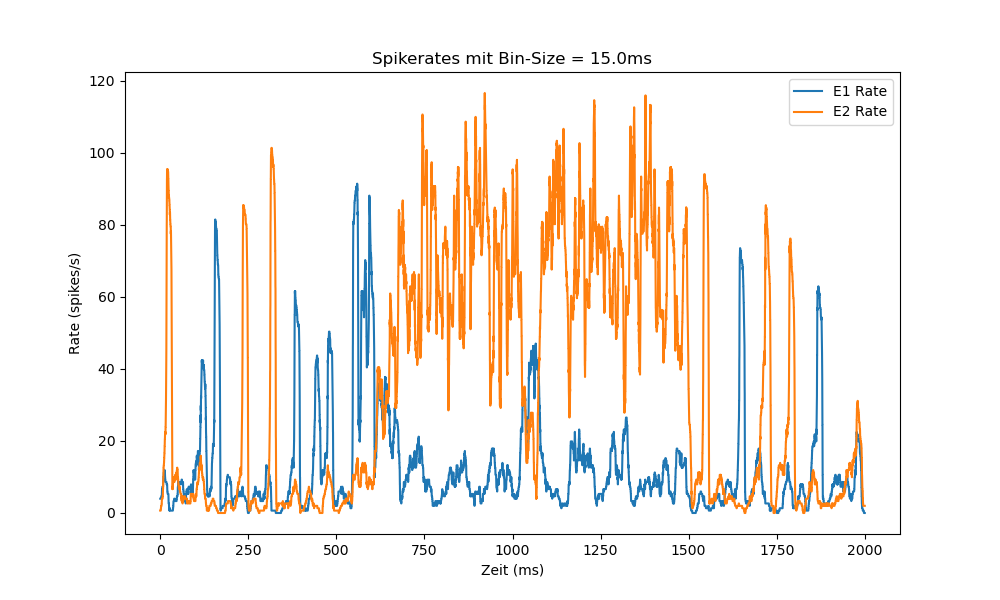 Spikerates mit Bin-Size = 15.0ms
E1 Rate
E2 Rate
120
100
80
60
40
20
0
Rate (spikes/s)
0 250 500 750 1000 1250 1500 1750 2000
Zeit (ms)